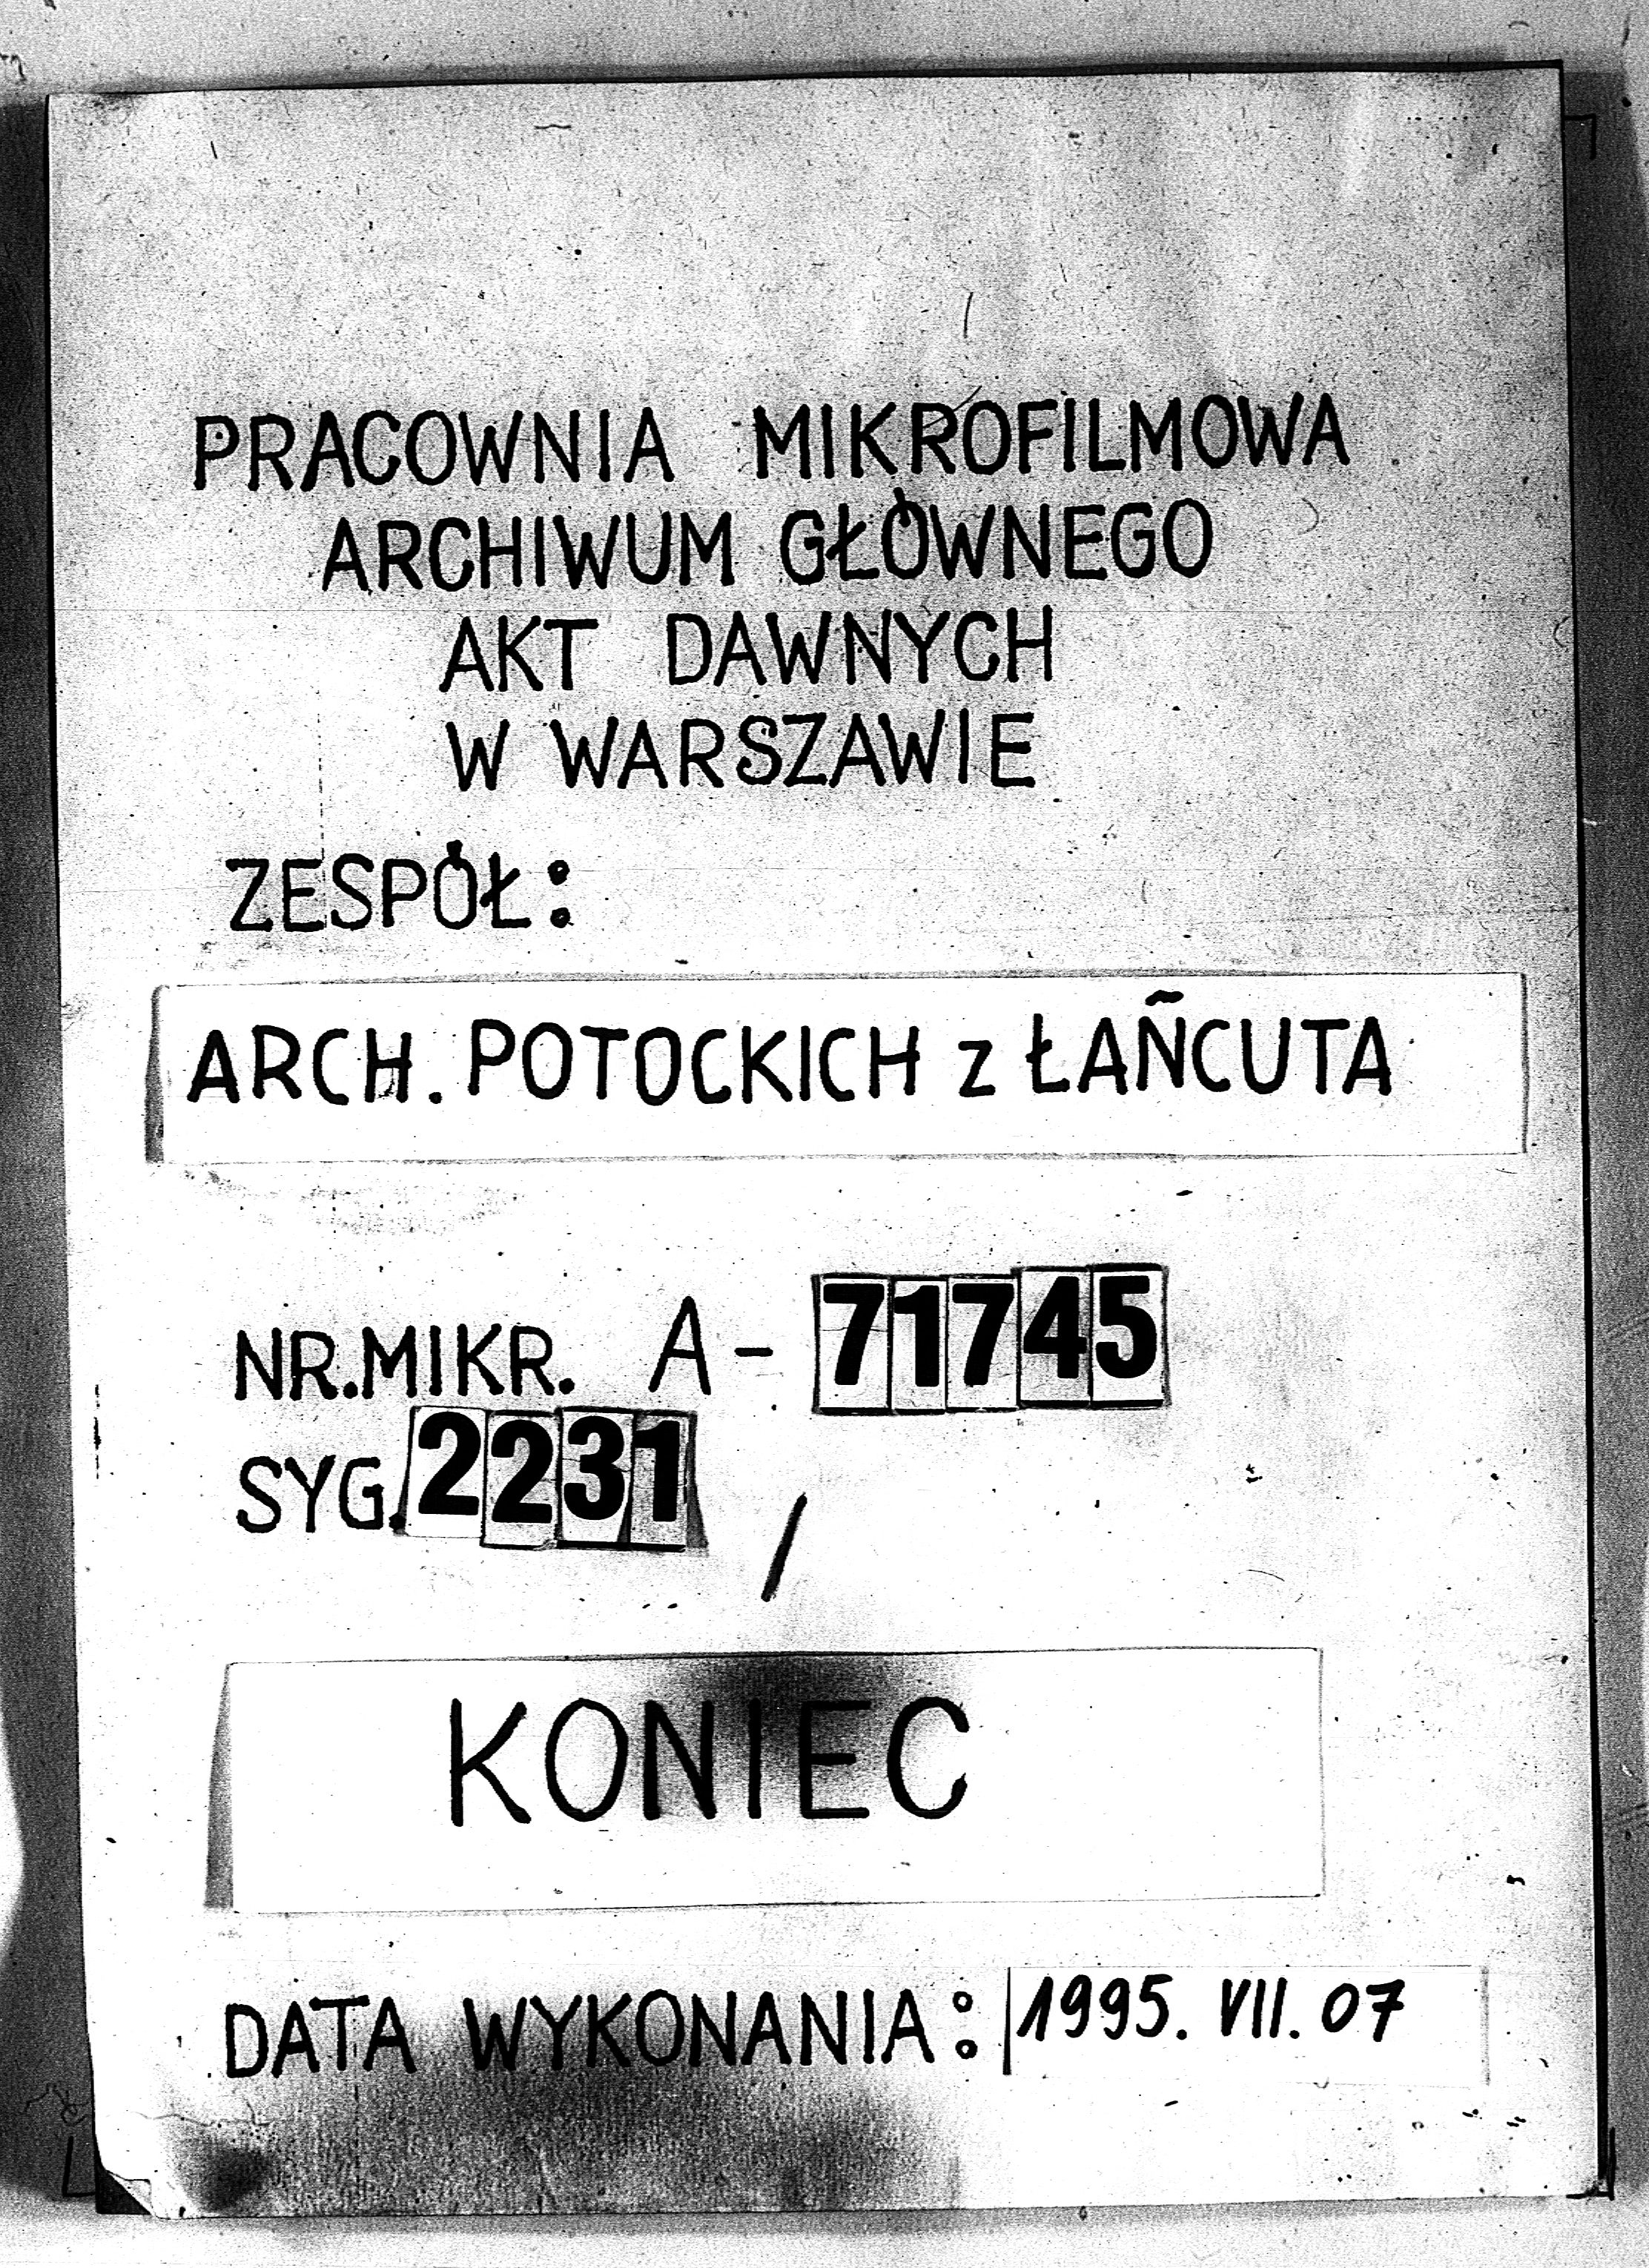 PRACOWNIA MIKROFILMOWA
ARCHIWUM GŁÓWNEGO
AKT DAWNYCH
W WARSZAWIE
ZESPÓŁ:
ARCH. POTOCKICH z ŁAŃCUTA
NR.MIKR. A-71745
SYG.2231 /
KONIEC
DATA WYKONANIA: 1995. VII. 07